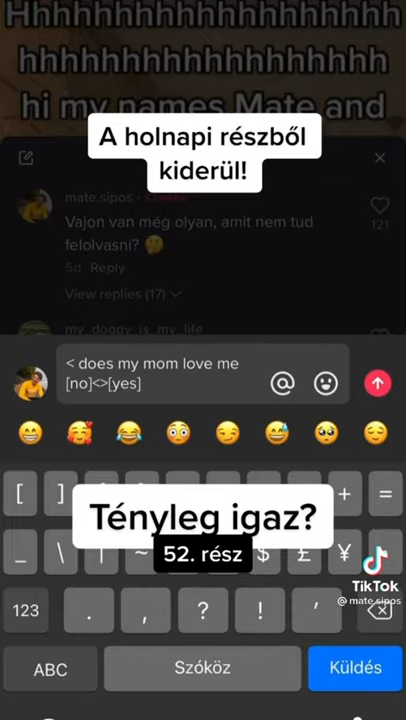 Hhhhhhhhhhhhhhhhhhhhh
hhhhhhhhhhhhhhhhhhhh
hi my names Mate and
A holnapi részből
kiderül!
mate.sipos ·
Vajon van még olyan, amit nem tud
felolvasni? 🤔
121
5d Reply
View replies (17)
my_doggy_is_my_life
< does my mom love me
[no]<>[yes]
@
😁 🥰 😂 😳 😏 😅 🥺 😌
[ ] + =
Tényleg igaz?
_ \ | ~ $ £ ¥
52. rész
TikTok
@ mate.sipos
123 . , ? ! ’
ABC Szóköz Küldés